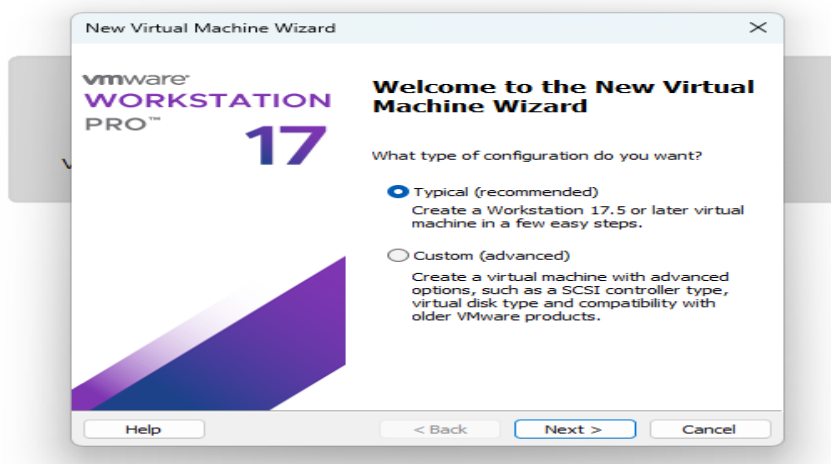 New Virtual Machine Wizard
vmware
WORKSTATION
PRO™
17
Welcome to the New Virtual
Machine Wizard
What type of configuration do you want?
Typical (recommended)
Create a Workstation 17.5 or later virtual
machine in a few easy steps.
Custom (advanced)
Create a virtual machine with advanced
options, such as a SCSI controller type,
virtual disk type and compatibility with
older VMware products.
Help
< Back
Next >
Cancel